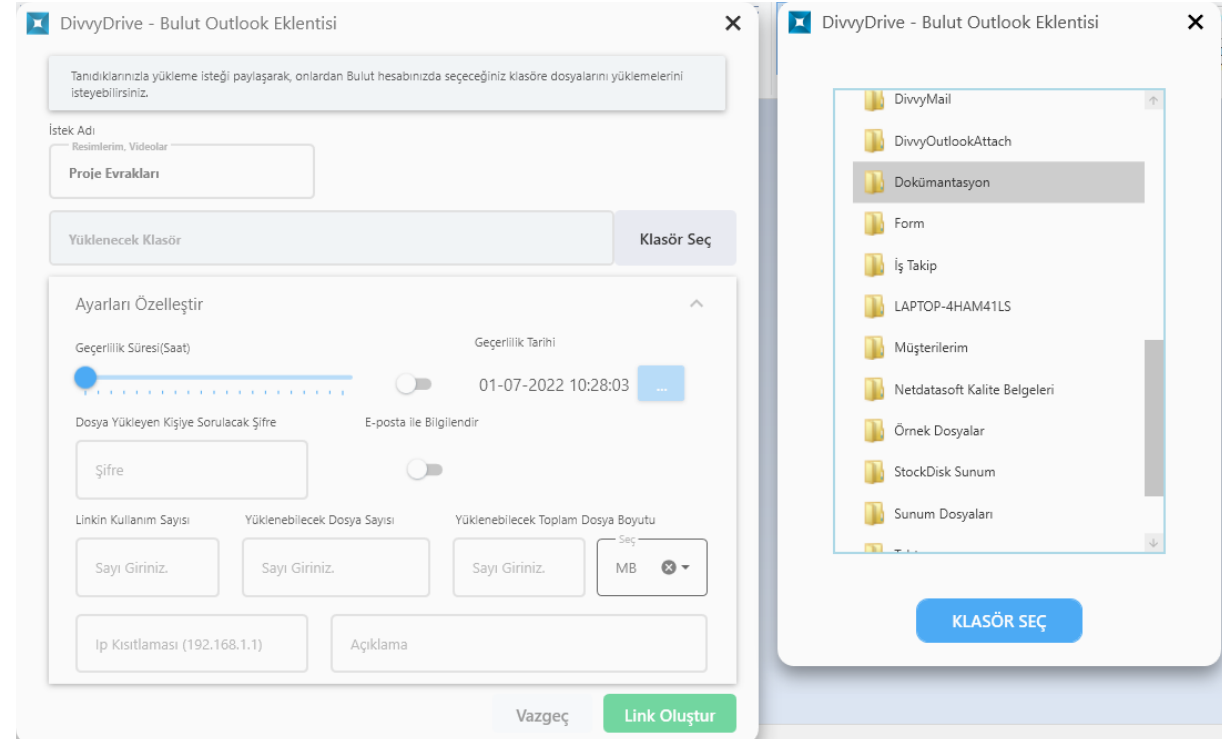 DivvyDrive - Bulut Outlook Eklentisi
Tanıdıklarınızla yükleme isteği paylaşarak, onlardan Bulut hesabınızda seçeceğiniz klasöre dosyalarını yüklemelerini
isteyebilirsiniz.
İstek Adı
Resimlerim, Videolar
Proje Evrakları
Yüklenecek Klasör
Klasör Seç
Ayarları Özelleştir
Geçerlilik Süresi(Saat)
Geçerlilik Tarihi
01-07-2022 10:28:03
...
Dosya Yükleyen Kişiye Sorulacak Şifre
E-posta ile Bilgilendir
Şifre
Linkin Kullanım Sayısı
Yüklenebilecek Dosya Sayısı
Yüklenebilecek Toplam Dosya Boyutu
Sayı Giriniz.
Sayı Giriniz.
Sayı Giriniz.
Seç
MB
Ip Kısıtlaması (192.168.1.1)
Açıklama
Vazgeç
Link Oluştur
DivvyDrive - Bulut Outlook Eklentisi
DivvyMail
DivvyOutlookAttach
Dokümantasyon
Form
İş Takip
LAPTOP-4HAM41LS
Müşterilerim
Netdatasoft Kalite Belgeleri
Örnek Dosyalar
StockDisk Sunum
Sunum Dosyaları
KLASÖR SEÇ